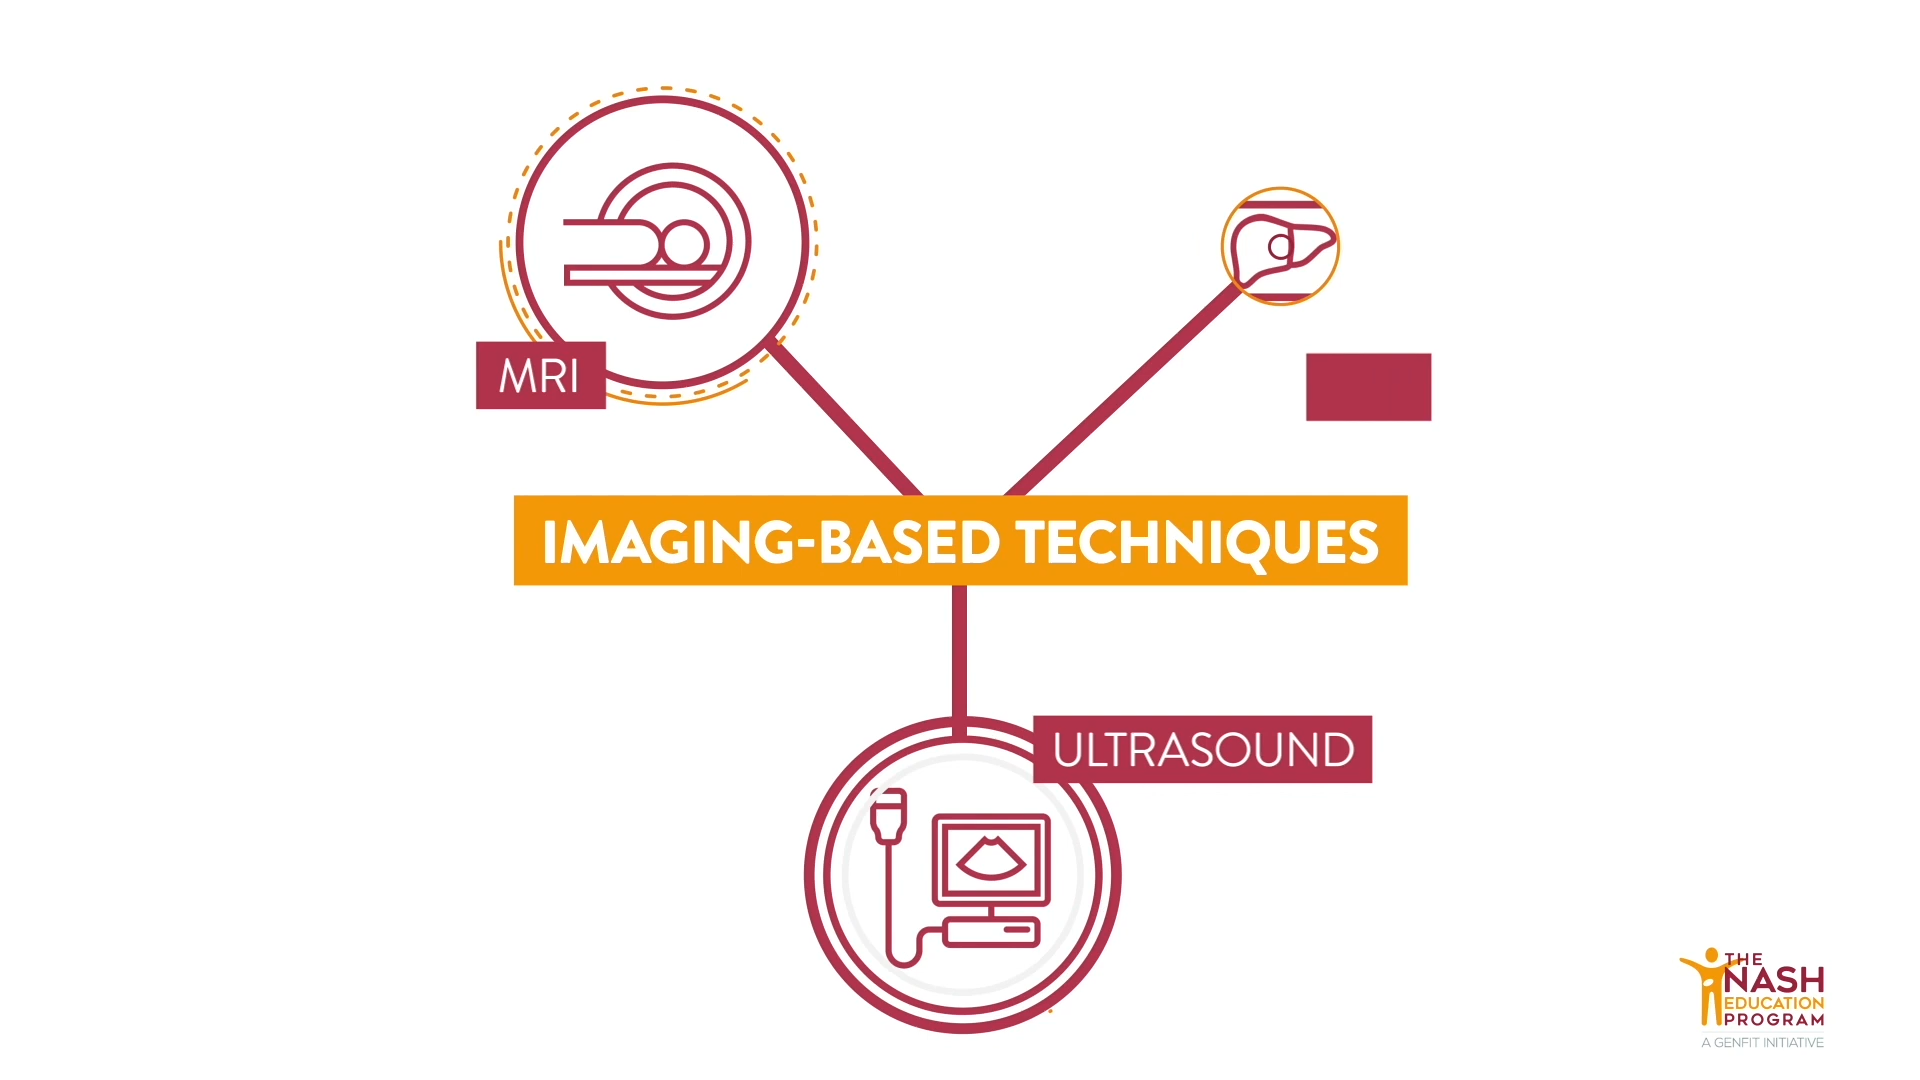 MRI
IMAGING-BASED TECHNIQUES
ULTRASOUND
THE
NASH
EDUCATION
PROGRAM
A GENFIT INITIATIVE